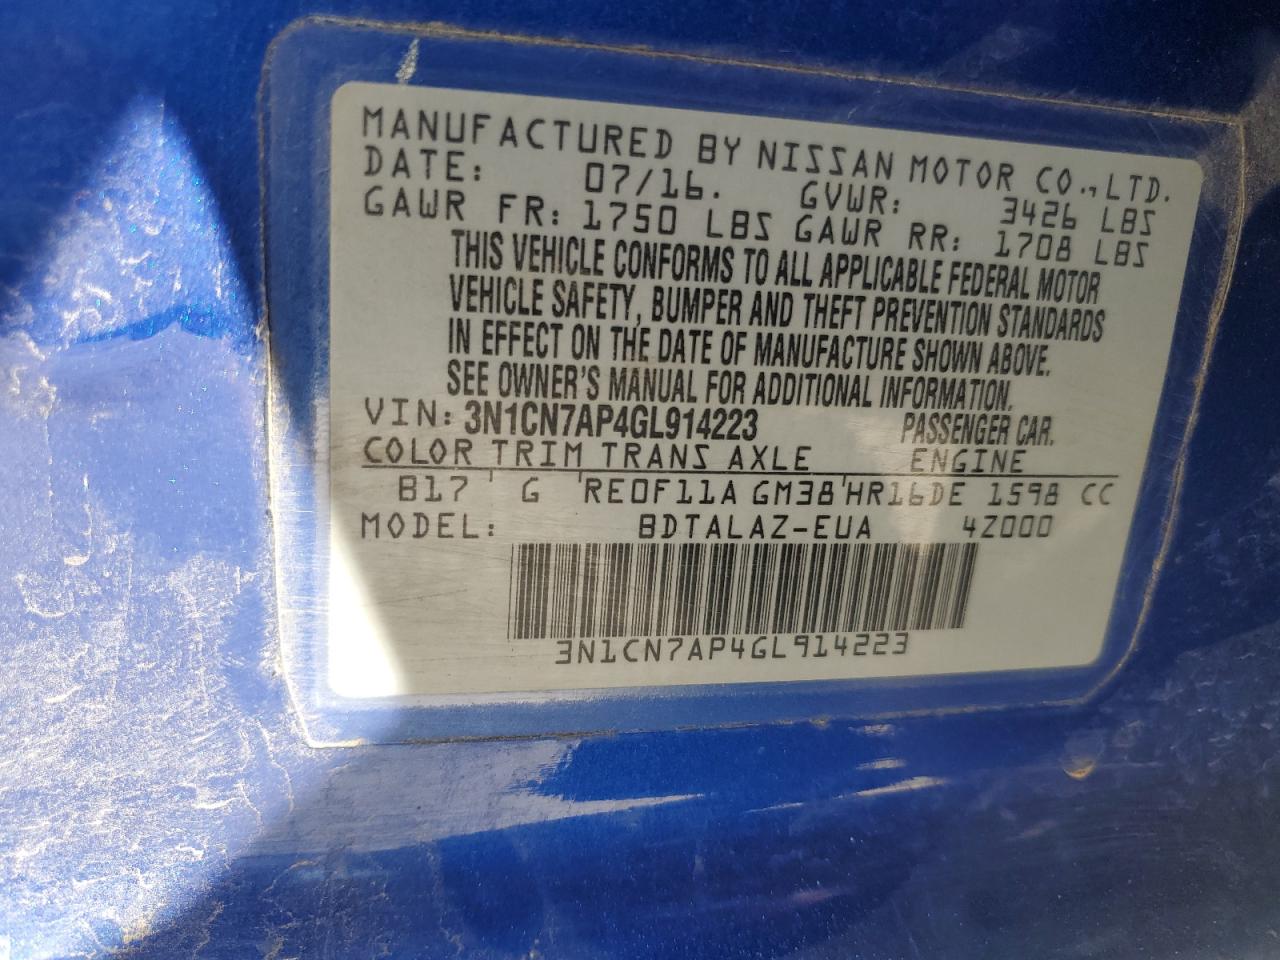 MANUFACTURED BY NISSAN MOTOR CO., LTD.
DATE: 07/16. GVWR: 3426 LBS
GAWR FR: 1750 LBS GAWR RR: 1708 LBS
THIS VEHICLE CONFORMS TO ALL APPLICABLE FEDERAL MOTOR
VEHICLE SAFETY, BUMPER AND THEFT PREVENTION STANDARDS
IN EFFECT ON THE DATE OF MANUFACTURE SHOWN ABOVE.
SEE OWNER'S MANUAL FOR ADDITIONAL INFORMATION.
VIN: 3N1CN7AP4GL914223 PASSENGER CAR.
COLOR TRIM TRANS AXLE ENGINE
B17 ' G ' RE0F11A GM38 ' HR16DE 1598 CC
MODEL: BDTALAZ-EUA 4Z000
3N1CN7AP4GL914223